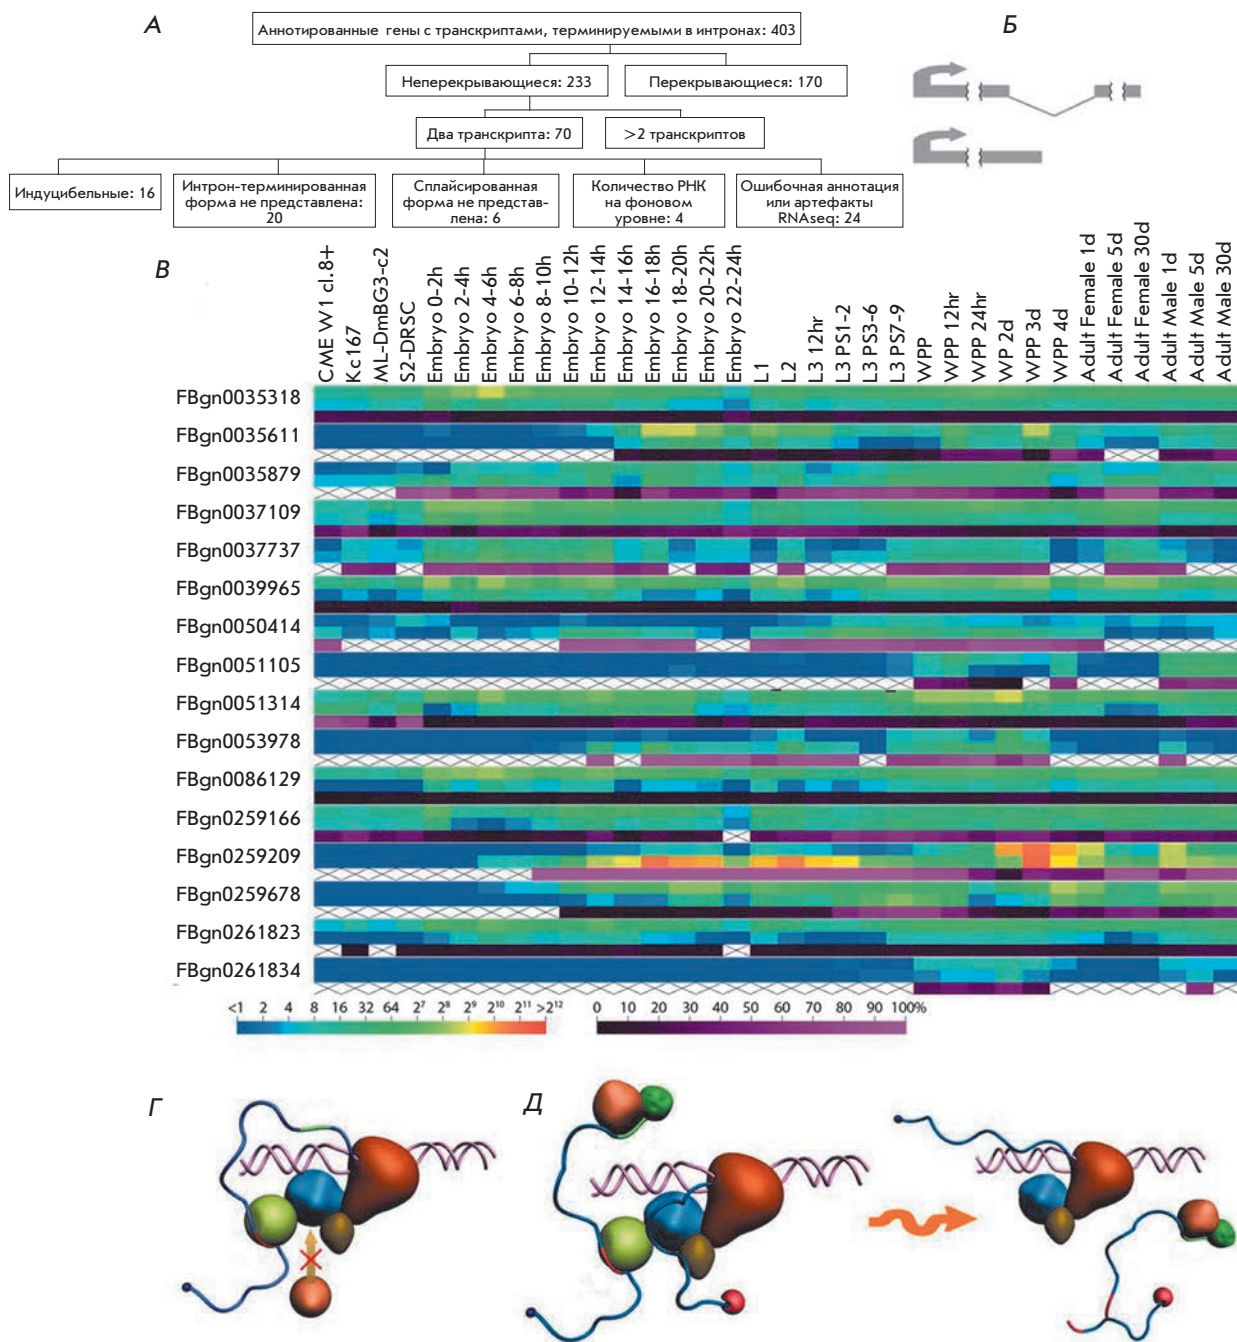 А
Б
Аннотированные гены с транскриптами, терминируемыми в интронах: 403
Неперекрывающиеся: 233
Перекрывающиеся: 170
Два транскрипта: 70
>2 транскриптов
Индуцибельные: 16
Интрон-терминированная
форма не представлена:
20
Сплайсированная
форма не представ-
лена: 6
Количество РНК
на фоновом
уровне: 4
Ошибочная аннотация
или артефакты
RNAseq: 24
В
CME W1 cl.8+
Kc167
ML-DmBG3-c2
S2-DRSC
Embryo 0-2h
Embryo 2-4h
Embryo 4-6h
Embryo 6-8h
Embryo 8-10h
Embryo 10-12h
Embryo 12-14h
Embryo 14-16h
Embryo 16-18h
Embryo 18-20h
Embryo 20-22h
Embryo 22-24h
L1
L2
L3 12hr
L3 PS1-2
L3 PS3-6
L3 PS7-9
WPP
WPP 12hr
WPP 24hr
WP 2d
WPP 3d
WPP 4d
Adult Female 1d
Adult Female 5d
Adult Female 30d
Adult Male 1d
Adult Male 5d
Adult Male 30d
FBgn0035318
FBgn0035611
FBgn0035879
FBgn0037109
FBgn0037737
FBgn0039965
FBgn0050414
FBgn0051105
FBgn0051314
FBgn0053978
FBgn0086129
FBgn0259166
FBgn0259209
FBgn0259678
FBgn0261823
FBgn0261834
<1 2 4 8 16 32 64 2⁷ 2⁸ 2⁹ 2¹⁰ 2¹¹ >2¹²
0 10 20 30 40 50 60 70 80 90 100%
Г
Д